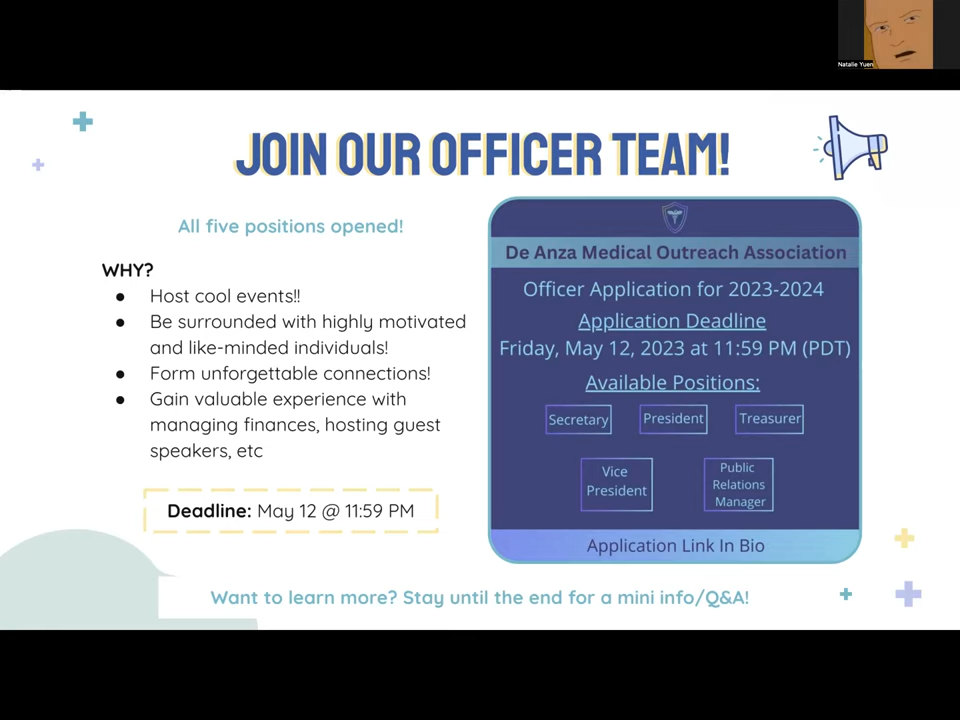 Natalie Yuen
JOIN OUR OFFICER TEAM!
All five positions opened!
WHY?
● Host cool events!!
● Be surrounded with highly motivated
and like-minded individuals!
● Form unforgettable connections!
● Gain valuable experience with
managing finances, hosting guest
speakers, etc
Deadline: May 12 @ 11:59 PM
De Anza Medical Outreach Association
Officer Application for 2023-2024
Application Deadline
Friday, May 12, 2023 at 11:59 PM (PDT)
Available Positions:
Secretary
President
Treasurer
Vice
President
Public
Relations
Manager
Application Link In Bio
Want to learn more? Stay until the end for a mini info/Q&A!